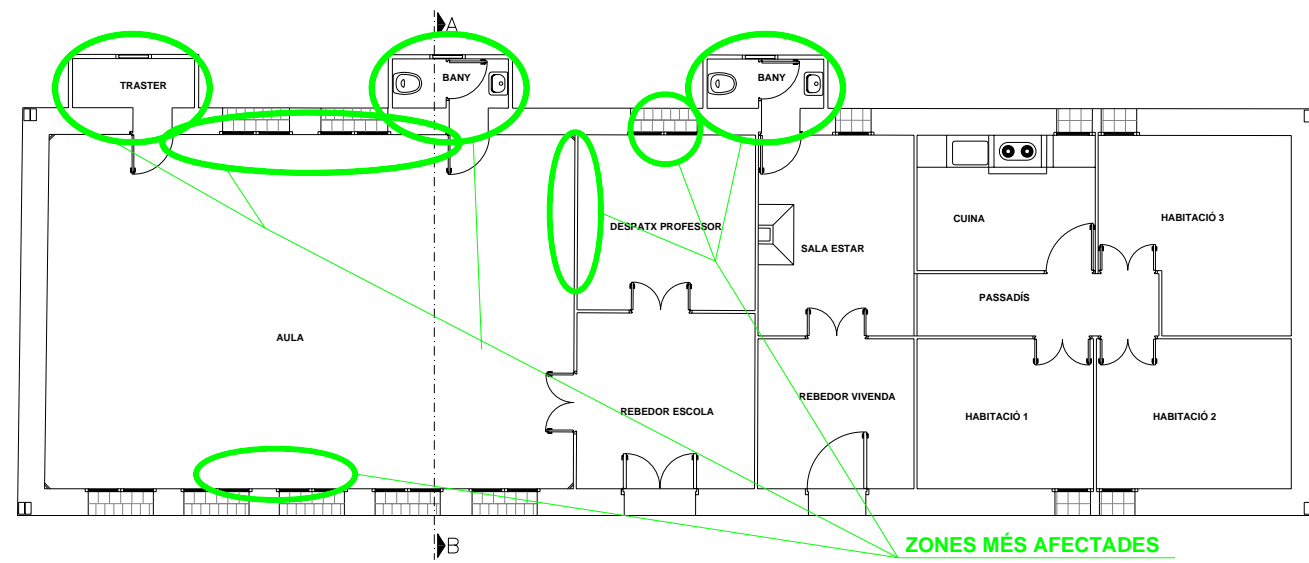 A
TRASTER
BANY
BANY
DESPATX PROFESSOR
SALA ESTAR
CUINA
HABITACIÓ 3
PASSADÍS
AULA
REBEDOR ESCOLA
REBEDOR VIVENDA
HABITACIÓ 1
HABITACIÓ 2
B
ZONES MÉS AFECTADES